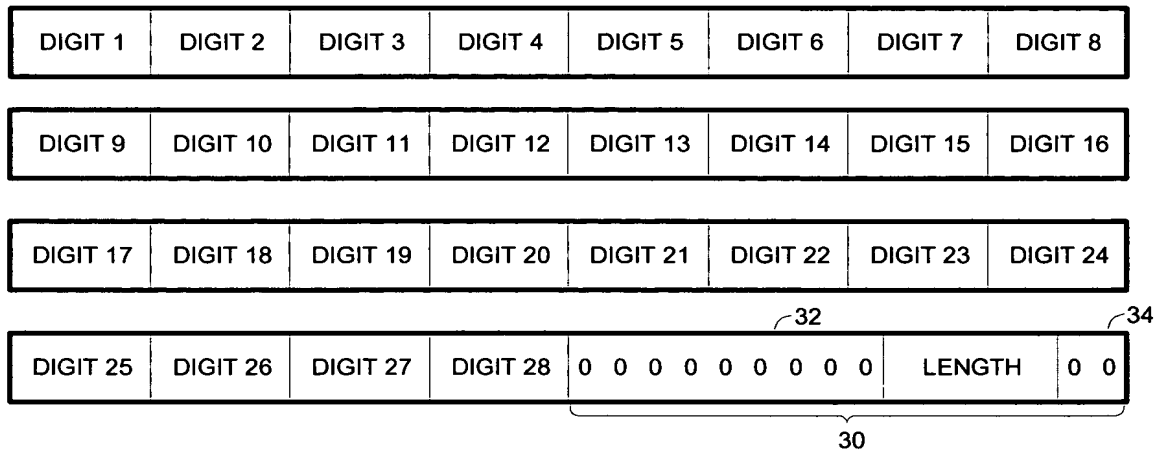 DIGIT 1 DIGIT 2 DIGIT 3 DIGIT 4 DIGIT 5 DIGIT 6 DIGIT 7 DIGIT 8
DIGIT 9 DIGIT 10 DIGIT 11 DIGIT 12 DIGIT 13 DIGIT 14 DIGIT 15 DIGIT 16
DIGIT 17 DIGIT 18 DIGIT 19 DIGIT 20 DIGIT 21 DIGIT 22 DIGIT 23 DIGIT 24
32 34
DIGIT 25 DIGIT 26 DIGIT 27 DIGIT 28 0 0 0 0 0 0 0 0 0 LENGTH 0 0
30